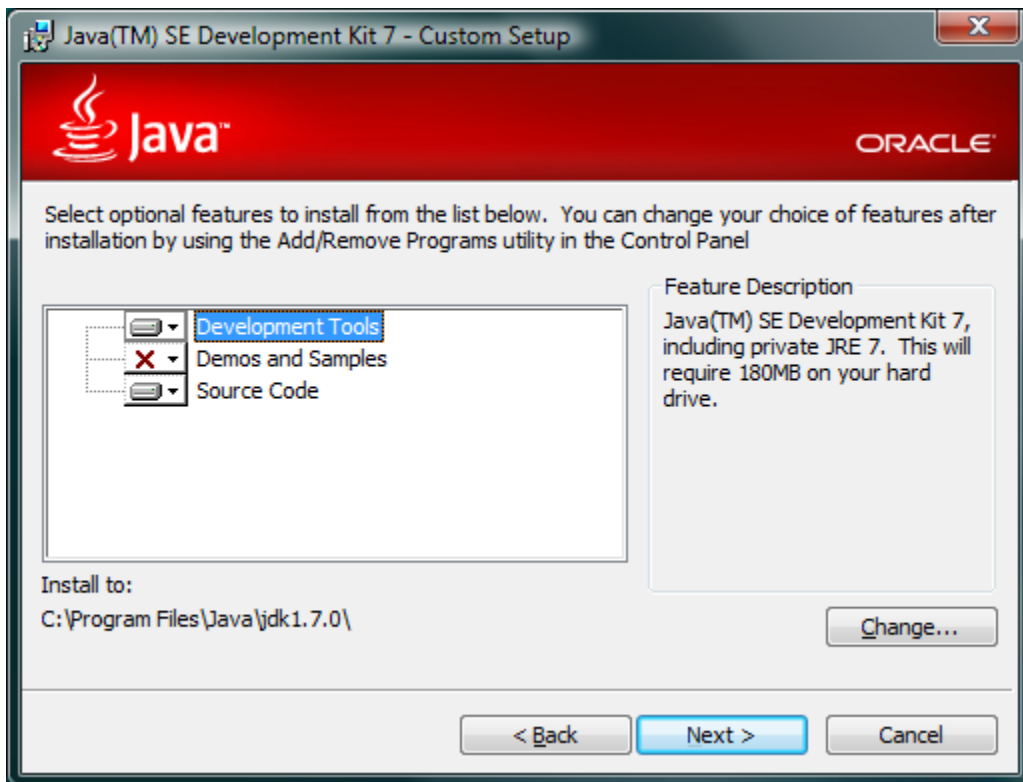 Java(TM) SE Development Kit 7 - Custom Setup
Java™
ORACLE
Select optional features to install from the list below.  You can change your choice of features after
installation by using the Add/Remove Programs utility in the Control Panel
Development Tools
Demos and Samples
Source Code
Feature Description
Java(TM) SE Development Kit 7,
including private JRE 7.  This will
require 180MB on your hard
drive.
Install to:
C:\Program Files\Java\jdk1.7.0\
Change...
< Back
Next >
Cancel